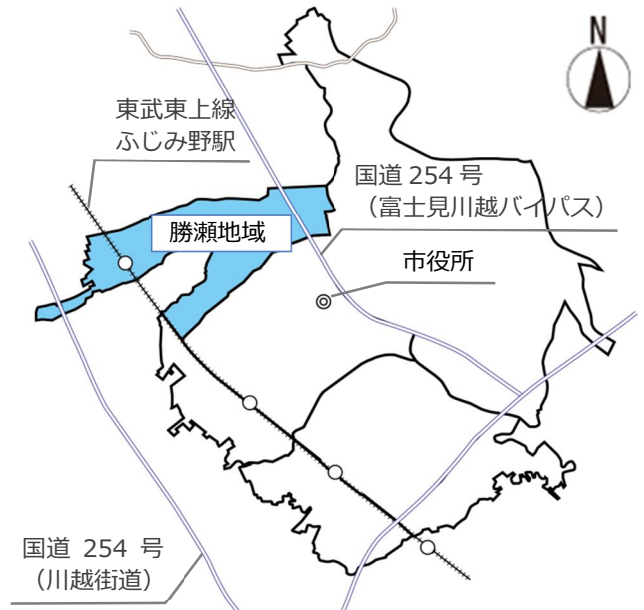 N
東武東上線
ふじみ野駅
国道 254 号
（富士見川越バイパス）
勝瀬地域
市役所
国道 254 号
（川越街道）